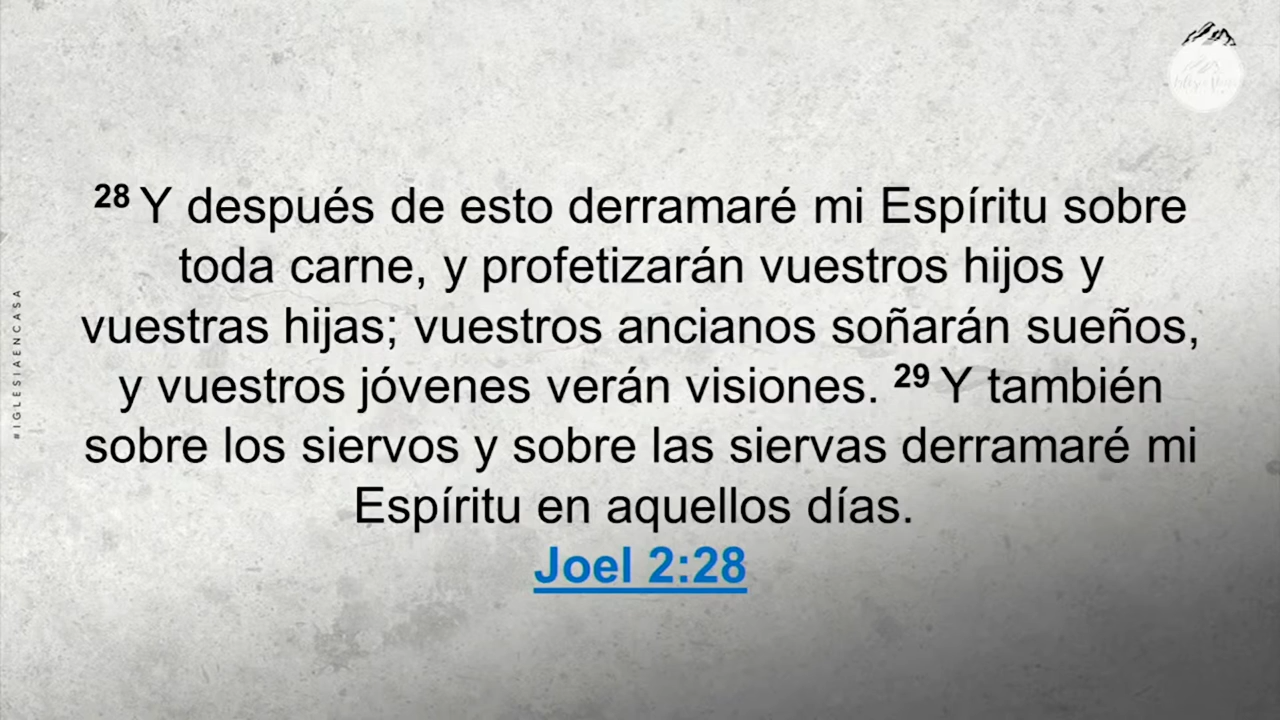 ²⁸ Y después de esto derramaré mi Espíritu sobre
toda carne, y profetizarán vuestros hijos y
vuestras hijas; vuestros ancianos soñarán sueños,
y vuestros jóvenes verán visiones. ²⁹ Y también
sobre los siervos y sobre las siervas derramaré mi
Espíritu en aquellos días.
Joel 2:28
#IGLESIAENCASA